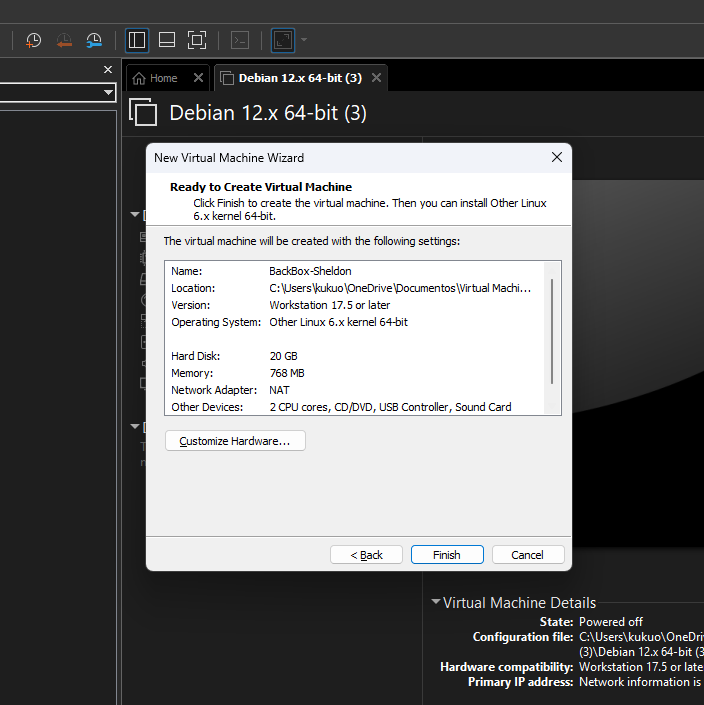 Home
Debian 12.x 64-bit (3)
Debian 12.x 64-bit (3)
New Virtual Machine Wizard
Ready to Create Virtual Machine
Click Finish to create the virtual machine. Then you can install Other Linux
6.x kernel 64-bit.
The virtual machine will be created with the following settings:
Name: BackBox-Sheldon
Location: C:\Users\kukuo\OneDrive\Documentos\Virtual Machi...
Version: Workstation 17.5 or later
Operating System: Other Linux 6.x kernel 64-bit
Hard Disk: 20 GB
Memory: 768 MB
Network Adapter: NAT
Other Devices: 2 CPU cores, CD/DVD, USB Controller, Sound Card
Customize Hardware...
< Back
Finish
Cancel
Virtual Machine Details
State: Powered off
Configuration file: C:\Users\kukuo\OneDriv
(3)\Debian 12.x 64-bit (3
Hardware compatibility: Workstation 17.5 or late
Primary IP address: Network information is